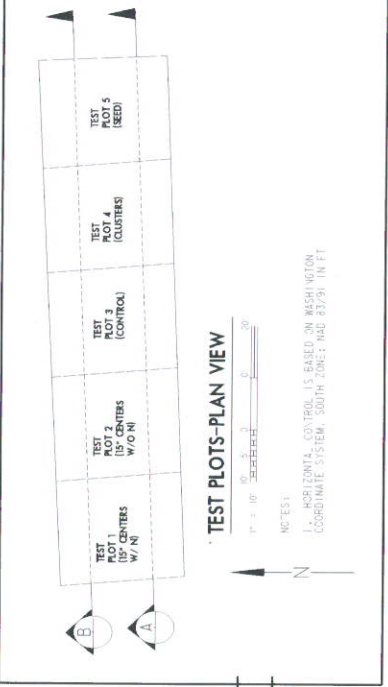 B
A
TEST
PLOT 1
(15" CENTERS
W/ N)
TEST
PLOT 2
(15" CENTERS
W/O N)
TEST
PLOT 3
(CONTROL)
TEST
PLOT 4
(CLUSTERS)
TEST
PLOT 5
(SEED)
TEST PLOTS-PLAN VIEW
1" = 10'
10 5 0 10 20
N
NOTES:
1. HORIZONTAL CONTROL IS BASED ON WASHINGTON
COORDINATE SYSTEM, SOUTH ZONE: NAD 83/91 IN FT